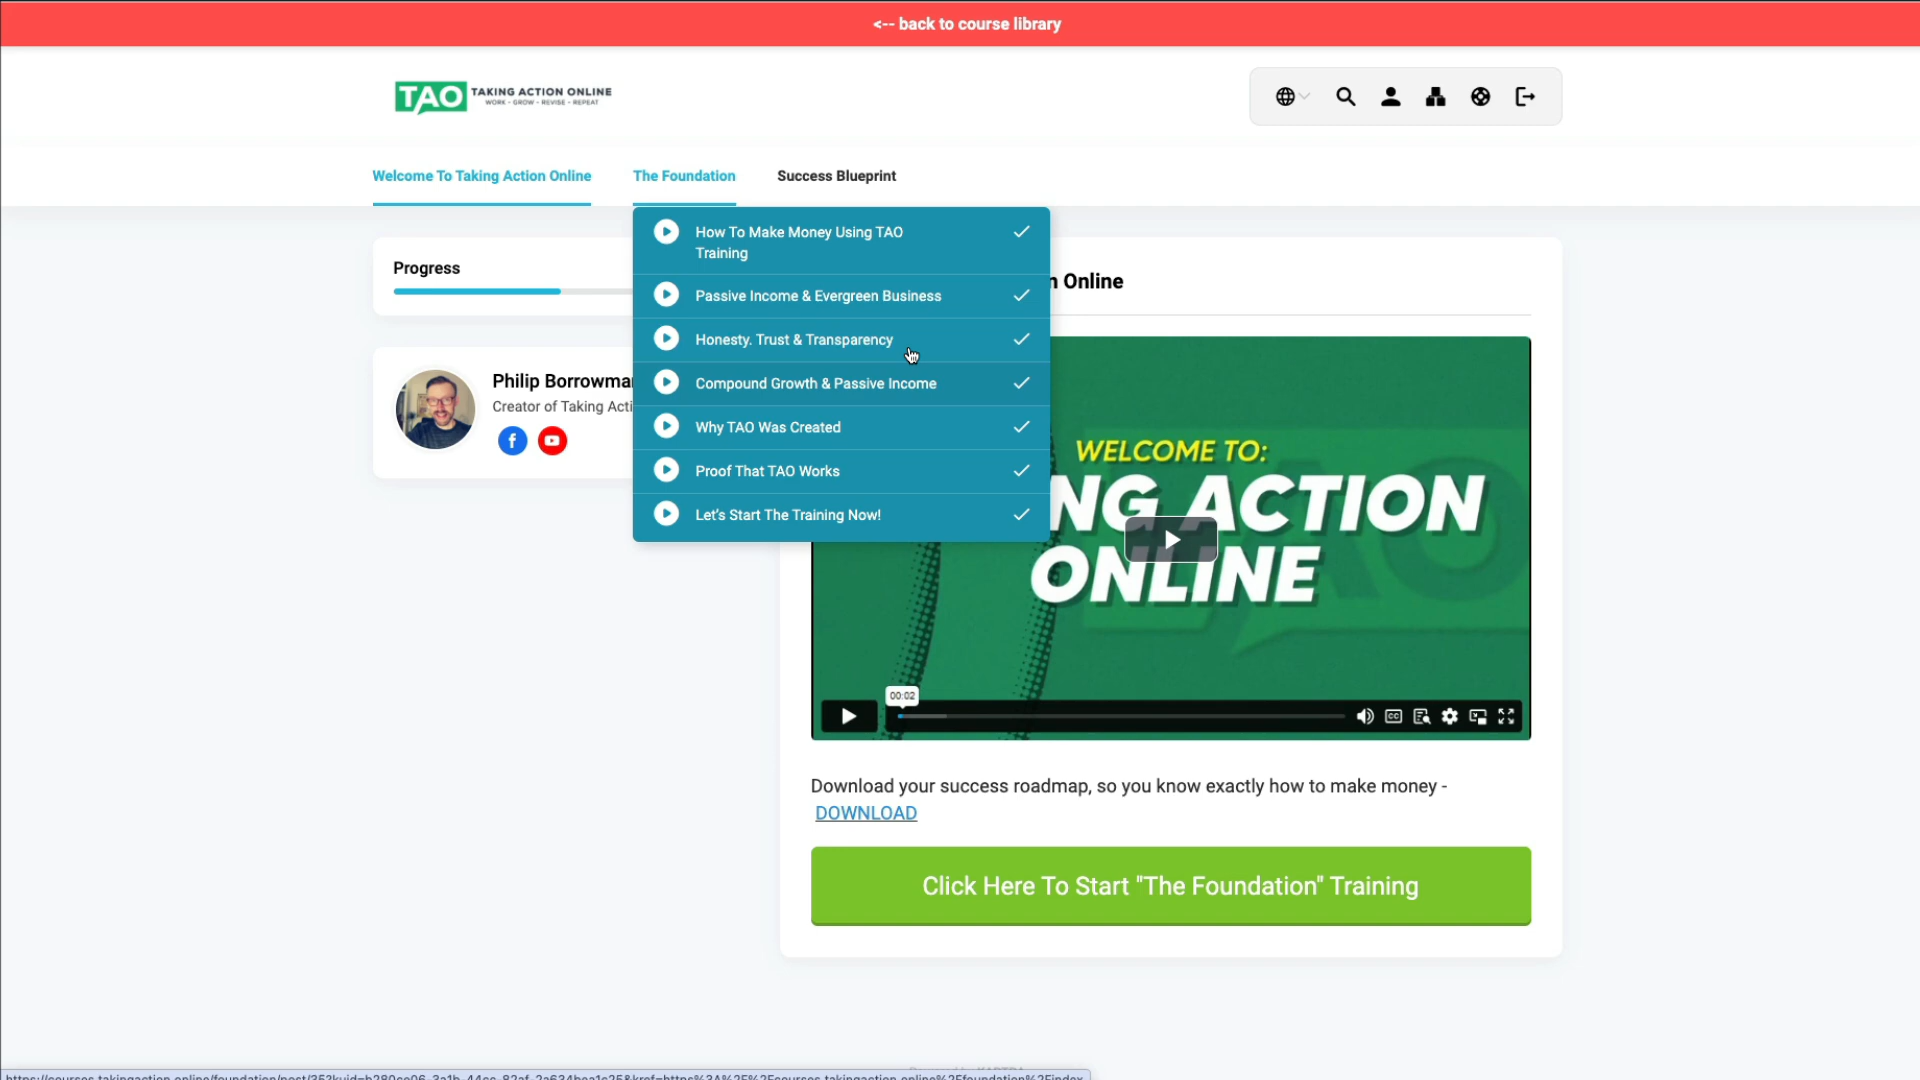 <-- back to course library
TAO TAKING ACTION ONLINE
WORK - GROW - REVISE - REPEAT
Welcome To Taking Action Online
The Foundation
Success Blueprint
How To Make Money Using TAO
Training
Passive Income & Evergreen Business
Honesty. Trust & Transparency
Compound Growth & Passive Income
Why TAO Was Created
Proof That TAO Works
Let's Start The Training Now!
Progress
Philip Borrowma
Creator of Taking Acti
n Online
WELCOME TO:
NG ACTION
ONLINE
00:02
CC
Download your success roadmap, so you know exactly how to make money -
DOWNLOAD
Click Here To Start "The Foundation" Training